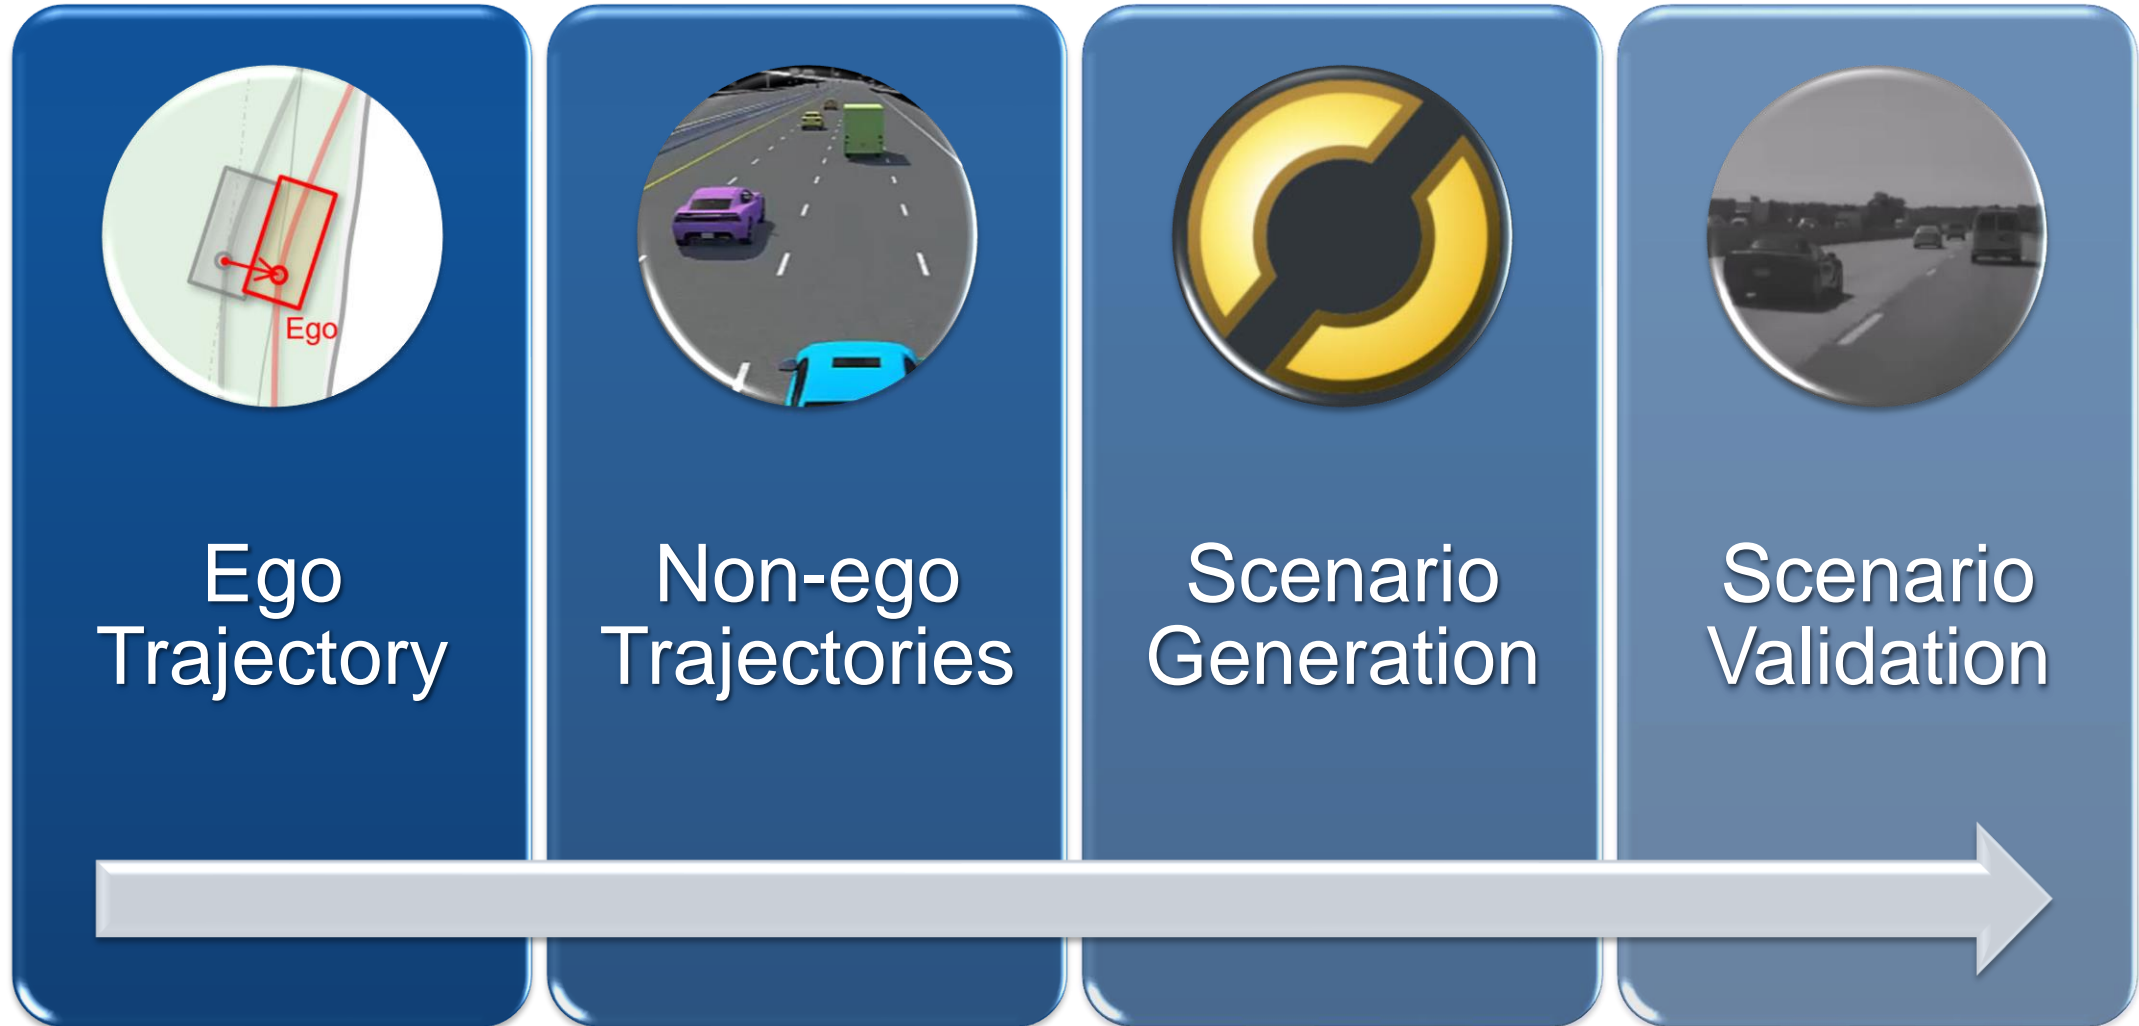 Ego
Ego
Trajectory
Non-ego
Trajectories
Scenario
Generation
Scenario
Validation